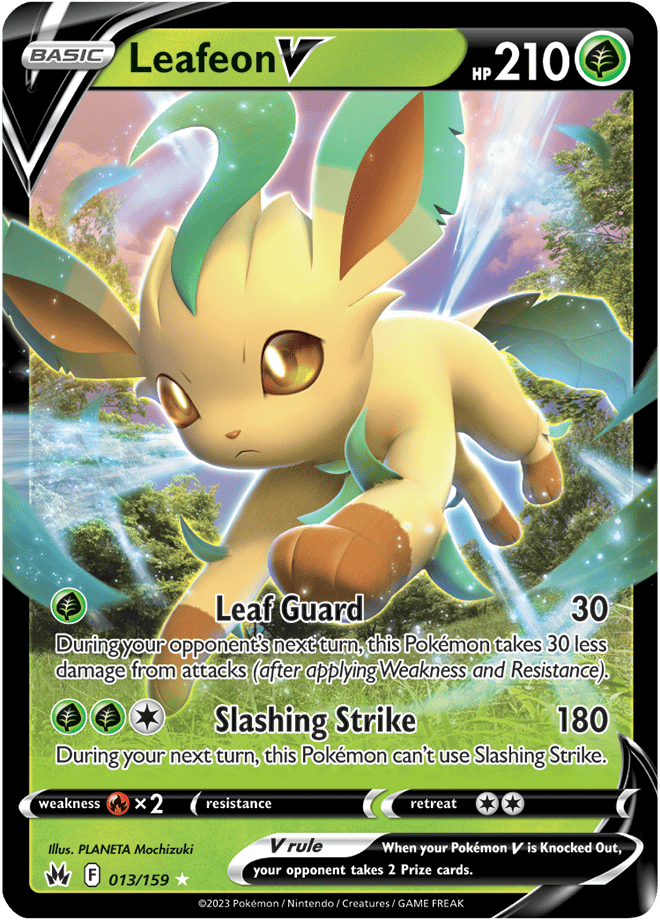 BASIC Leafeon V HP 210
Leaf Guard 30
During your opponent's next turn, this Pokémon takes 30 less
damage from attacks (after applying Weakness and Resistance).
Slashing Strike 180
During your next turn, this Pokémon can't use Slashing Strike.
weakness ×2 resistance retreat
Illus. PLANETA Mochizuki
V rule When your Pokémon V is Knocked Out,
your opponent takes 2 Prize cards.
F 013/159 ★
©2023 Pokémon / Nintendo / Creatures / GAME FREAK